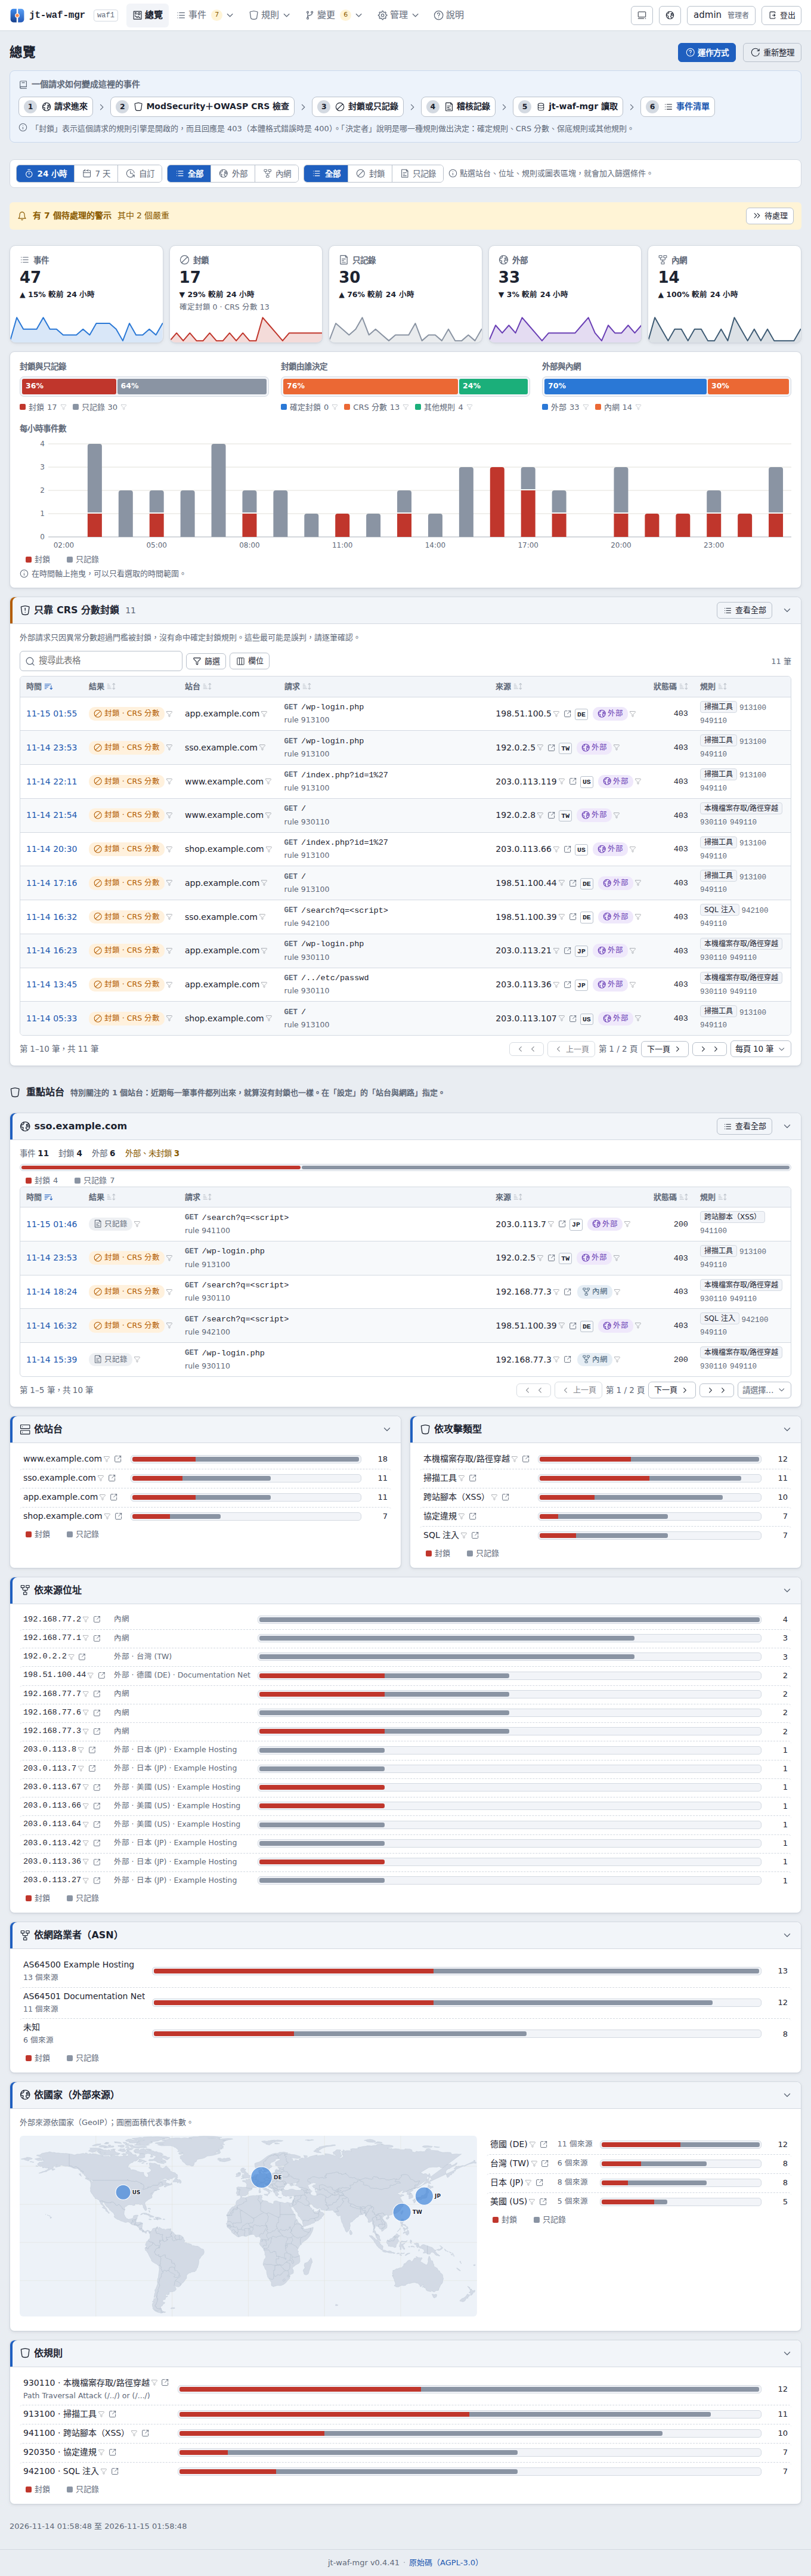 jt-waf-mgr waf1 總覽 事件 7 規則 變更 6 管理 說明 admin 管理者 登出
總覽 運作方式 重新整理
一個請求如何變成這裡的事件
1 請求進來 2 ModSecurity＋OWASP CRS 檢查 3 封鎖或只記錄 4 稽核記錄 5 jt-waf-mgr 讀取 6 事件清單
「封鎖」表示這個請求的規則引擎是開啟的，而且回應是 403（本體格式錯誤時是 400）。「決定者」說明是哪一種規則做出決定：確定規則、CRS 分數、保底規則或其他規則。
24 小時 7 天 自訂 全部 外部 內網 全部 封鎖 只記錄 點選站台、位址、規則或圖表區塊，就會加入篩選條件。
有 7 個待處理的警示 其中 2 個嚴重 待處理
事件 封鎖 只記錄 外部 內網
47 17 30 33 14
▲ 15% 較前 24 小時 ▼ 29% 較前 24 小時 ▲ 76% 較前 24 小時 ▼ 3% 較前 24 小時 ▲ 100% 較前 24 小時
確定封鎖 0 · CRS 分數 13
封鎖與只記錄 封鎖由誰決定 外部與內網
36% 64% 76% 24% 70% 30%
封鎖 17 只記錄 30 確定封鎖 0 CRS 分數 13 其他規則 4 外部 33 內網 14
每小時事件數
4
3
2
1
0
02:00 05:00 08:00 11:00 14:00 17:00 20:00 23:00
封鎖 只記錄
在時間軸上拖曳，可以只看選取的時間範圍。
只靠 CRS 分數封鎖 11 查看全部
外部請求只因異常分數超過門檻被封鎖，沒有命中確定封鎖規則。這些最可能是誤判，請逐筆確認。
搜尋此表格 篩選 欄位 11 筆
時間 結果 站台 請求 來源 狀態碼 規則
11-15 01:55 封鎖 · CRS 分數 app.example.com GET /wp-login.php rule 913100 198.51.100.5 DE 外部 403 掃描工具 913100 949110
11-14 23:53 封鎖 · CRS 分數 sso.example.com GET /wp-login.php rule 913100 192.0.2.5 TW 外部 403 掃描工具 913100 949110
11-14 22:11 封鎖 · CRS 分數 www.example.com GET /index.php?id=1%27 rule 913100 203.0.113.119 US 外部 403 掃描工具 913100 949110
11-14 21:54 封鎖 · CRS 分數 www.example.com GET / rule 930110 192.0.2.8 TW 外部 403 本機檔案存取/路徑穿越 930110 949110
11-14 20:30 封鎖 · CRS 分數 shop.example.com GET /index.php?id=1%27 rule 913100 203.0.113.66 US 外部 403 掃描工具 913100 949110
11-14 17:16 封鎖 · CRS 分數 app.example.com GET / rule 913100 198.51.100.44 DE 外部 403 掃描工具 913100 949110
11-14 16:32 封鎖 · CRS 分數 sso.example.com GET /search?q=<script> rule 942100 198.51.100.39 DE 外部 403 SQL 注入 942100 949110
11-14 16:23 封鎖 · CRS 分數 app.example.com GET /wp-login.php rule 930110 203.0.113.21 JP 外部 403 本機檔案存取/路徑穿越 930110 949110
11-14 13:45 封鎖 · CRS 分數 app.example.com GET /../etc/passwd rule 930110 203.0.113.36 JP 外部 403 本機檔案存取/路徑穿越 930110 949110
11-14 05:33 封鎖 · CRS 分數 shop.example.com GET / rule 913100 203.0.113.107 US 外部 403 掃描工具 913100 949110
第 1–10 筆，共 11 筆 上一頁 第 1 / 2 頁 下一頁 每頁 10 筆
重點站台 特別關注的 1 個站台：近期每一筆事件都列出來，就算沒有封鎖也一樣。在「設定」的「站台與網路」指定。
sso.example.com 查看全部
事件 11 封鎖 4 外部 6 外部、未封鎖 3
封鎖 4 只記錄 7
時間 結果 請求 來源 狀態碼 規則
11-15 01:46 只記錄 GET /search?q=<script> rule 941100 203.0.113.7 JP 外部 200 跨站腳本（XSS） 941100
11-14 23:53 封鎖 · CRS 分數 GET /wp-login.php rule 913100 192.0.2.5 TW 外部 403 掃描工具 913100 949110
11-14 18:24 封鎖 · CRS 分數 GET /search?q=<script> rule 930110 192.168.77.3 內網 403 本機檔案存取/路徑穿越 930110 949110
11-14 16:32 封鎖 · CRS 分數 GET /search?q=<script> rule 942100 198.51.100.39 DE 外部 403 SQL 注入 942100 949110
11-14 15:39 只記錄 GET /wp-login.php rule 930110 192.168.77.3 內網 200 本機檔案存取/路徑穿越 930110 949110
第 1–5 筆，共 10 筆 上一頁 第 1 / 2 頁 下一頁 請選擇…
依站台
www.example.com 18
sso.example.com 11
app.example.com 11
shop.example.com 7
封鎖 只記錄
依攻擊類型
本機檔案存取/路徑穿越 12
掃描工具 11
跨站腳本（XSS） 10
協定違規 7
SQL 注入 7
封鎖 只記錄
依來源位址
192.168.77.2 內網 4
192.168.77.1 內網 3
192.0.2.2 外部 · 台灣 (TW) 3
198.51.100.44 外部 · 德國 (DE) · Documentation Net 2
192.168.77.7 內網 2
192.168.77.6 內網 2
192.168.77.3 內網 2
203.0.113.8 外部 · 日本 (JP) · Example Hosting 1
203.0.113.7 外部 · 日本 (JP) · Example Hosting 1
203.0.113.67 外部 · 美國 (US) · Example Hosting 1
203.0.113.66 外部 · 美國 (US) · Example Hosting 1
203.0.113.64 外部 · 美國 (US) · Example Hosting 1
203.0.113.42 外部 · 日本 (JP) · Example Hosting 1
203.0.113.36 外部 · 日本 (JP) · Example Hosting 1
203.0.113.27 外部 · 日本 (JP) · Example Hosting 1
封鎖 只記錄
依網路業者（ASN）
AS64500 Example Hosting 13
13 個來源
AS64501 Documentation Net 12
11 個來源
未知 8
6 個來源
封鎖 只記錄
依國家（外部來源）
外部來源依國家（GeoIP）；圓圈面積代表事件數。
US DE JP TW
德國 (DE) 11 個來源 12
台灣 (TW) 6 個來源 8
日本 (JP) 8 個來源 8
美國 (US) 5 個來源 5
封鎖 只記錄
依規則
930110 · 本機檔案存取/路徑穿越 12
Path Traversal Attack (/../) or (/.../)
913100 · 掃描工具 11
941100 · 跨站腳本（XSS） 10
920350 · 協定違規 7
942100 · SQL 注入 7
封鎖 只記錄
2026-11-14 01:58:48 至 2026-11-15 01:58:48
jt-waf-mgr v0.4.41 · 原始碼（AGPL-3.0）